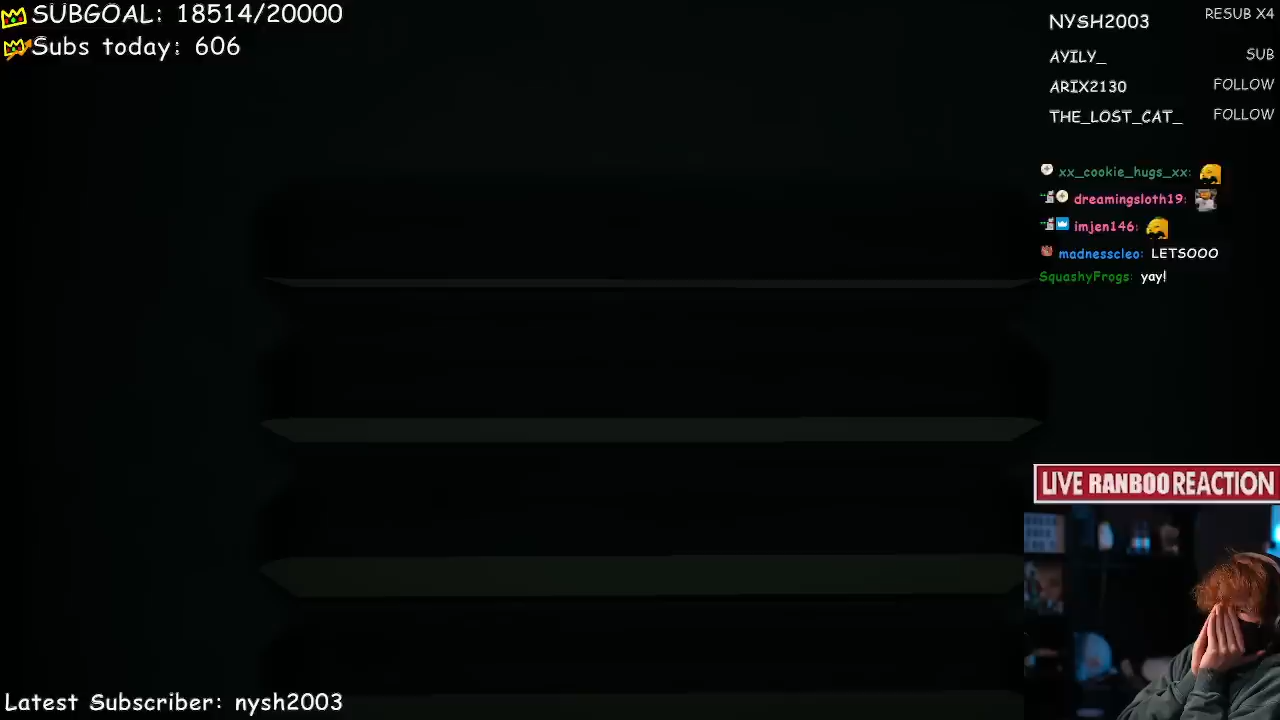 SUBGOAL: 18514/20000
Subs today: 606
NYSH2003 RESUB X4
AYILY_ SUB
ARIX2130 FOLLOW
THE_LOST_CAT_ FOLLOW
xx_cookie_hugs_xx:
dreamingsloth19:
imjen146:
madnesscleo: LETSOOO
SquashyFrogs: yay!
LIVE RANBOO REACTION
Latest Subscriber: nysh2003